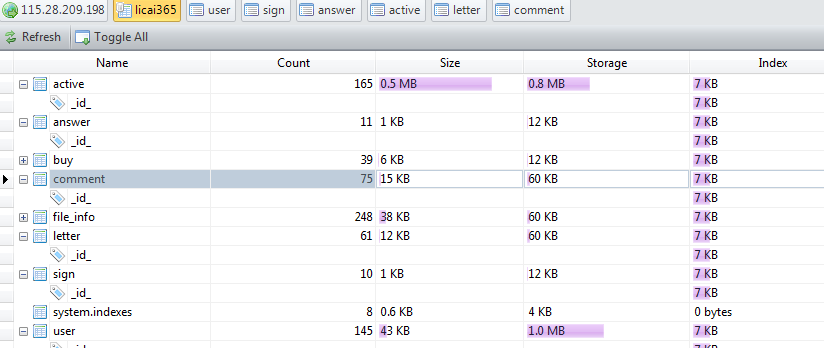 115.28.209.198 licai365 user sign answer active letter comment
Refresh Toggle All
Name Count Size Storage Index
active 165 0.5 MB 0.8 MB 7 KB
_id_ 7 KB
answer 11 1 KB 12 KB 7 KB
_id_ 7 KB
buy 39 6 KB 12 KB 7 KB
comment 75 15 KB 60 KB 7 KB
_id_ 7 KB
file_info 248 38 KB 60 KB 7 KB
letter 61 12 KB 60 KB 7 KB
_id_ 7 KB
sign 10 1 KB 12 KB 7 KB
_id_ 7 KB
system.indexes 8 0.6 KB 4 KB 0 bytes
user 145 43 KB 1.0 MB 7 KB